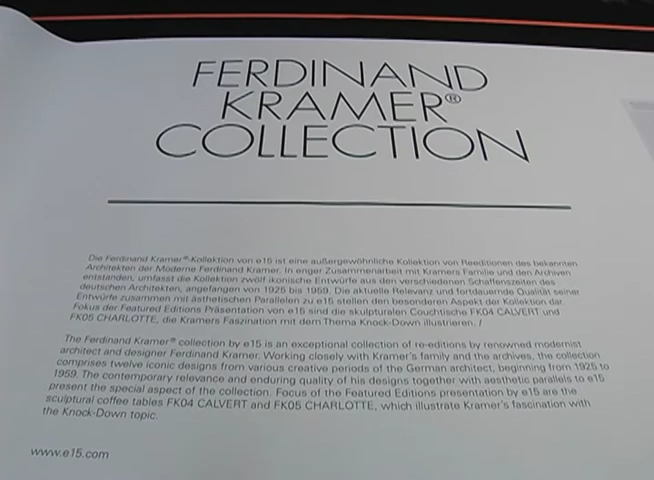 FERDINAND
KRAMER®
COLLECTION
Die Ferdinand Kramer®-Kollektion von e15 ist eine außergewöhnliche Kollektion von Reeditionen des bekannten
Architekten der Moderne Ferdinand Kramer. In enger Zusammenarbeit mit Kramers Familie und den Archiven
entstanden, umfasst die Kollektion zwölf ikonische Entwürfe aus den verschiedenen Schaffenszeiten des
deutschen Architekten, angefangen von 1925 bis 1959. Die aktuelle Relevanz und fortdauernde Qualität seiner
Entwürfe zusammen mit ästhetischen Parallelen zu e15 stellen den besonderen Aspekt der Kollektion dar.
Fokus der Featured Editions Präsentation von e15 sind die skulpturalen Couchtische FK04 CALVERT und
FK05 CHARLOTTE, die Kramers Faszination mit dem Thema Knock-Down illustrieren. /
The Ferdinand Kramer® collection by e15 is an exceptional collection of re-editions by renowned modernist
architect and designer Ferdinand Kramer. Working closely with Kramer's family and the archives, the collection
comprises twelve iconic designs from various creative periods of the German architect, beginning from 1925 to
1959. The contemporary relevance and enduring quality of his designs together with aesthetic parallels to e15
present the special aspect of the collection. Focus of the Featured Editions presentation by e15 are the
sculptural coffee tables FK04 CALVERT and FK05 CHARLOTTE, which illustrate Kramer's fascination with
the Knock-Down topic.
www.e15.com